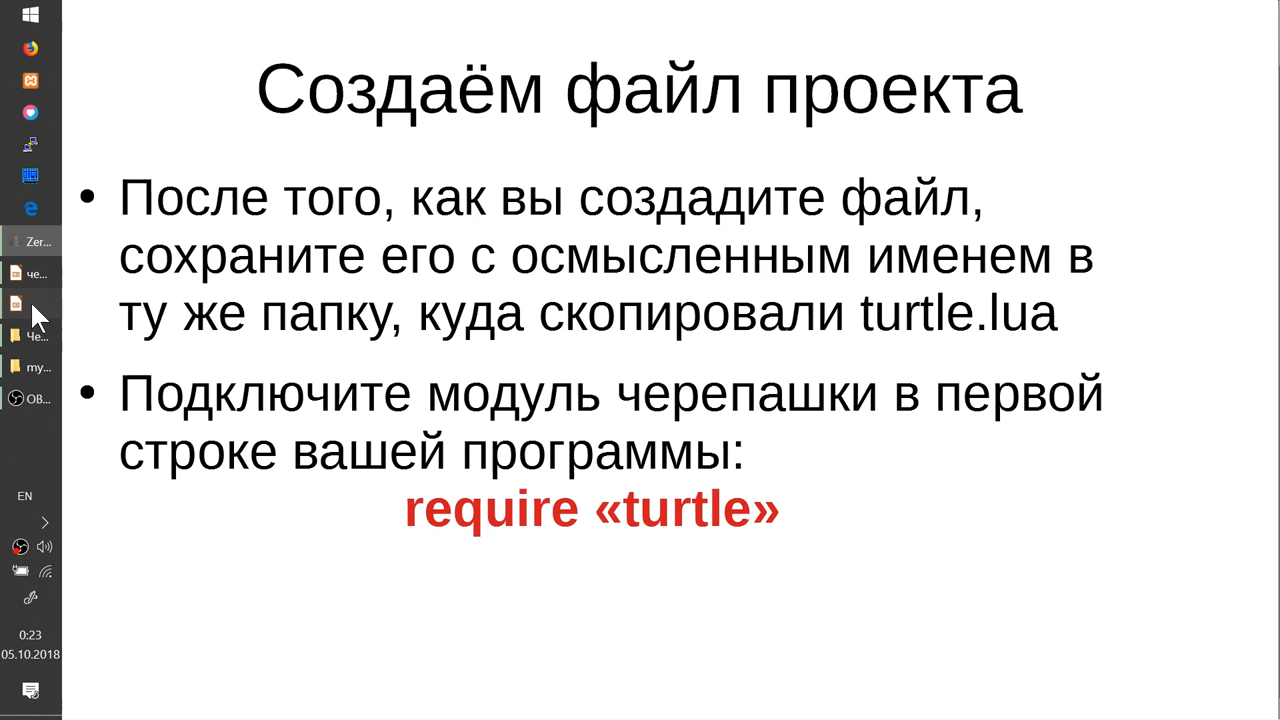 Создаём файл проекта
• После того, как вы создадите файл,
сохраните его с осмысленным именем в
ту же папку, куда скопировали turtle.lua
• Подключите модуль черепашки в первой
строке вашей программы:
require «turtle»
Zer...
че...
Че...
my...
OB...
EN
0:23
05.10.2018